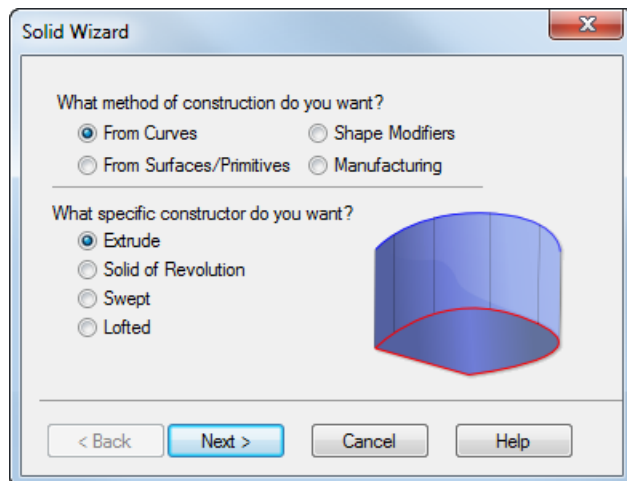 Solid Wizard
What method of construction do you want?
From Curves Shape Modifiers
From Surfaces/Primitives Manufacturing
What specific constructor do you want?
Extrude
Solid of Revolution
Swept
Lofted
< Back Next > Cancel Help